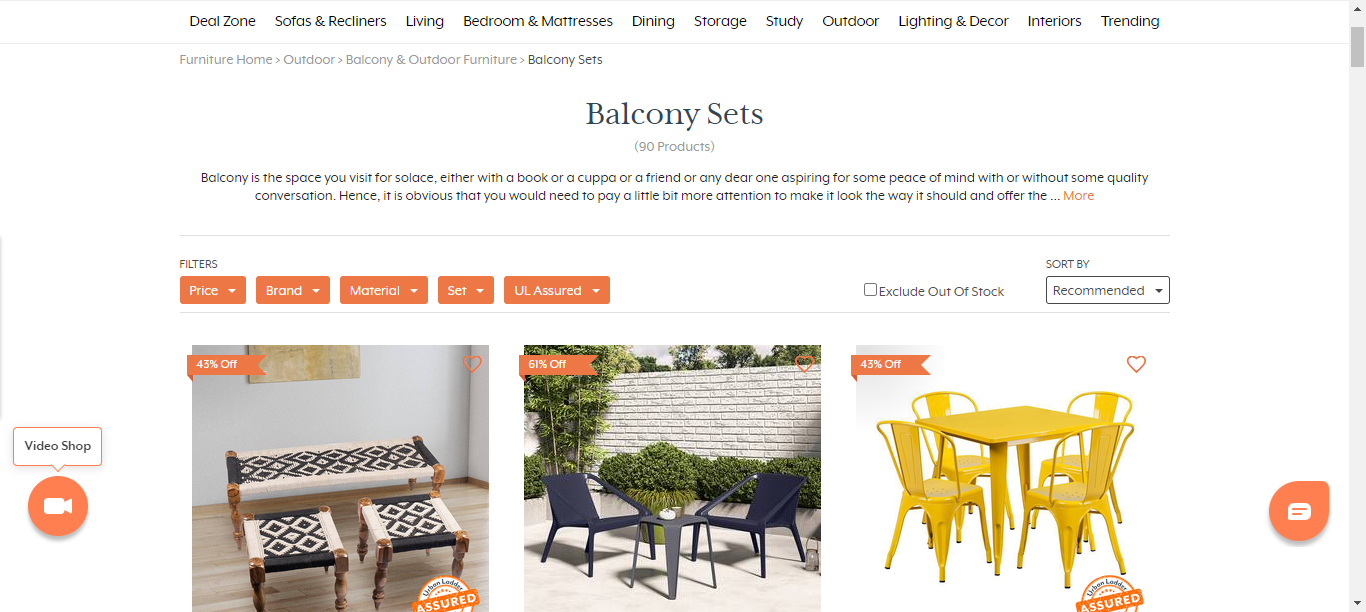 Deal Zone Sofas & Recliners Living Bedroom & Mattresses Dining Storage Study Outdoor Lighting & Decor Interiors Trending
Furniture Home > Outdoor > Balcony & Outdoor Furniture > Balcony Sets
Balcony Sets
(90 Products)
Balcony is the space you visit for solace, either with a book or a cuppa or a friend or any dear one aspiring for some peace of mind with or without some quality
conversation. Hence, it is obvious that you would need to pay a little bit more attention to make it look the way it should and offer the ... More
FILTERS
SORT BY
Price Brand Material Set UL Assured
Exclude Out Of Stock
Recommended
43% Off
61% Off
43% Off
Video Shop
Urban Ladder
ASSURED
Urban Ladder
ASSURED